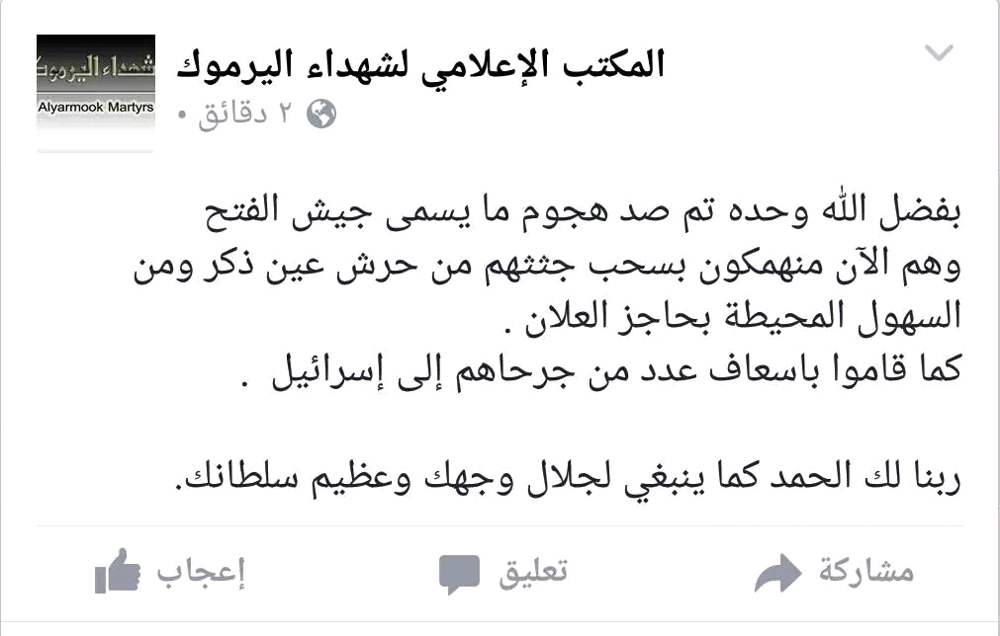 المكتب الإعلامي لشهداء اليرموك
٢ دقائق •
شهداء اليرموك
Alyarmook Martyrs
بفضل الله وحده تم صد هجوم ما يسمى جيش الفتح
وهم الآن منهمكون بسحب جثثهم من حرش عين ذكر ومن
السهول المحيطة بحاجز العلان .
كما قاموا باسعاف عدد من جرحاهم إلى إسرائيل .
ربنا لك الحمد كما ينبغي لجلال وجهك وعظيم سلطانك.
إعجاب
تعليق
مشاركة